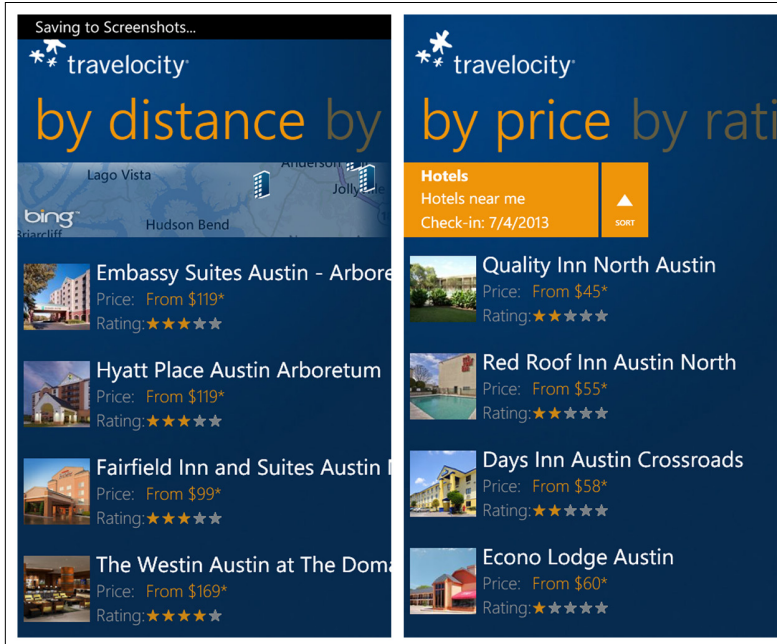 Saving to Screenshots...
travelocity
by distance by
Lago Vista
Anderson
Jolly
bing
Hudson Bend
Briarcliff
Embassy Suites Austin - Arbore
Price: From $119*
Rating:
Hyatt Place Austin Arboretum
Price: From $119*
Rating:
Fairfield Inn and Suites Austin
Price: From $99*
Rating:
The Westin Austin at The Doma
Price: From $169*
Rating:
travelocity
by price by rati
Hotels
Hotels near me
Check-in: 7/4/2013
SORT
Quality Inn North Austin
Price: From $45*
Rating:
Red Roof Inn Austin North
Price: From $55*
Rating:
Days Inn Austin Crossroads
Price: From $58*
Rating:
Econo Lodge Austin
Price: From $60*
Rating: